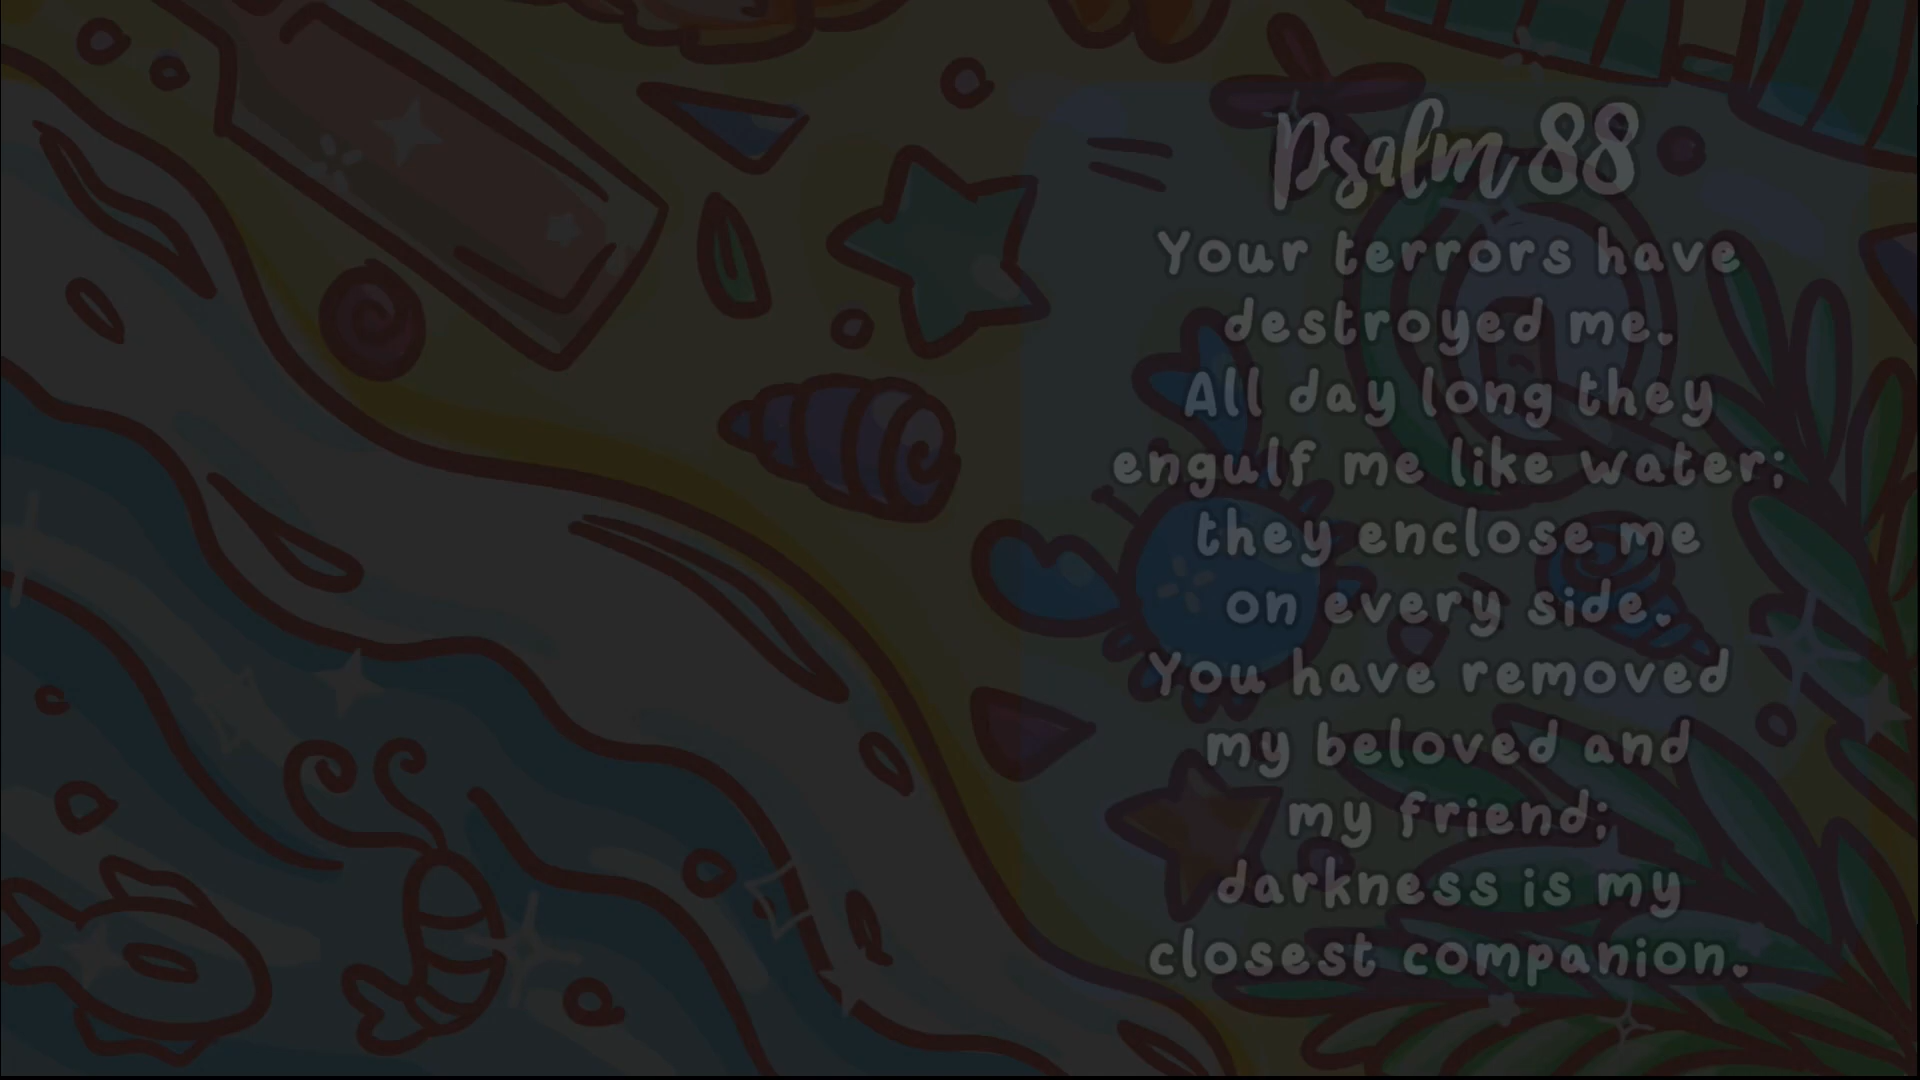 Psalm 88
Your terrors have
destroyed me.
All day long they
engulf me like water;
they enclose me
on every side.
You have removed
my beloved and
my friend;
darkness is my
closest companion.